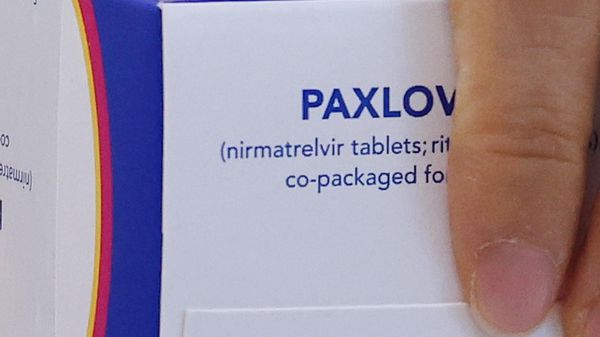 PAXLOV
(nirmatrelvir tablets; rit
co-packaged fo